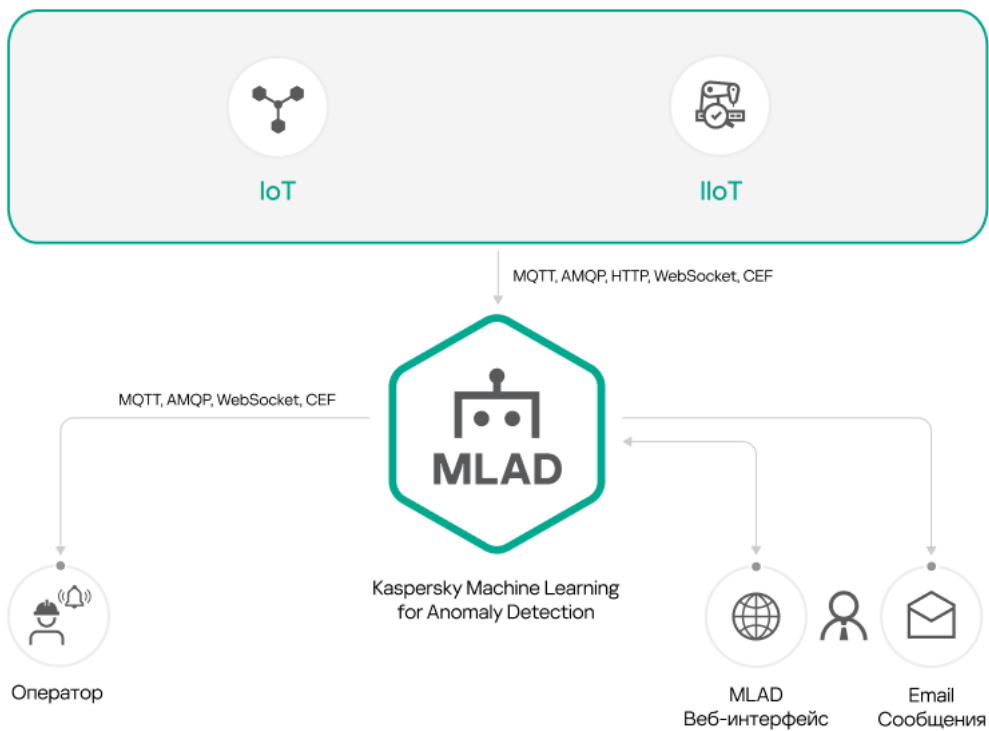 IoT
IIoT
MQTT, AMQP, HTTP, WebSocket, CEF
MQTT, AMQP, WebSocket, CEF
MLAD
Kaspersky Machine Learning
for Anomaly Detection
Оператор
MLAD
Веб-интерфейс
Email
Сообщения